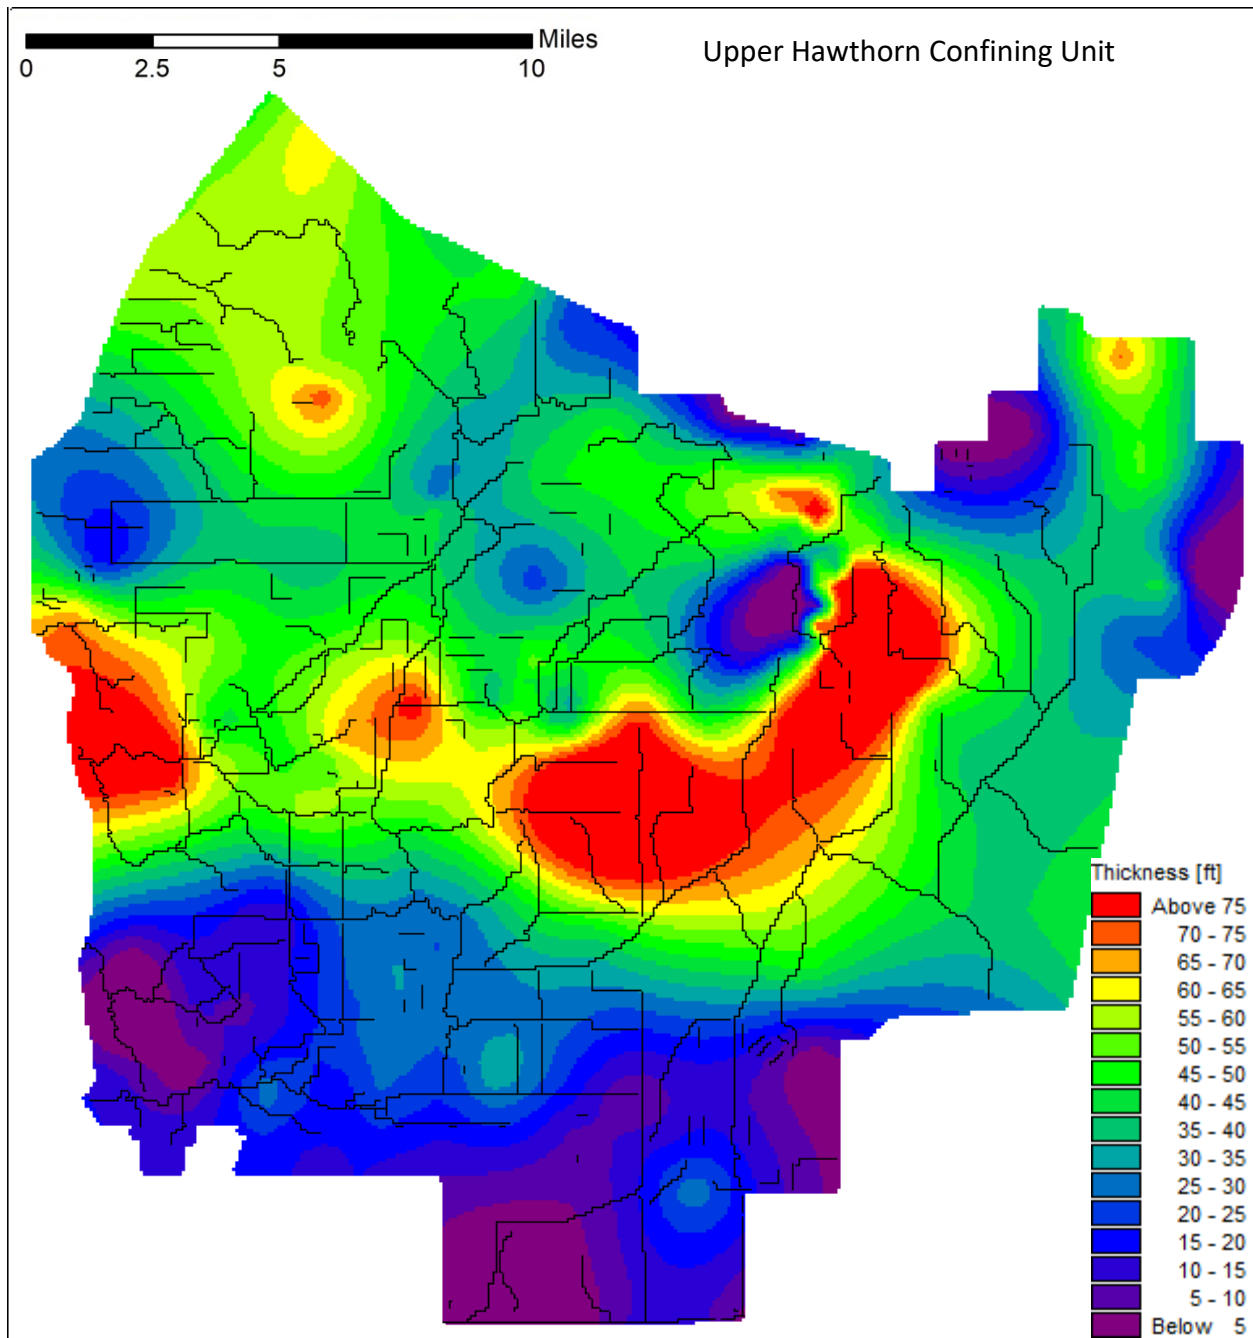 Miles
0 2.5 5 10
Upper Hawthorn Confining Unit
Thickness [ft]
Above 75
70 - 75
65 - 70
60 - 65
55 - 60
50 - 55
45 - 50
40 - 45
35 - 40
30 - 35
25 - 30
20 - 25
15 - 20
10 - 15
5 - 10
Below 5